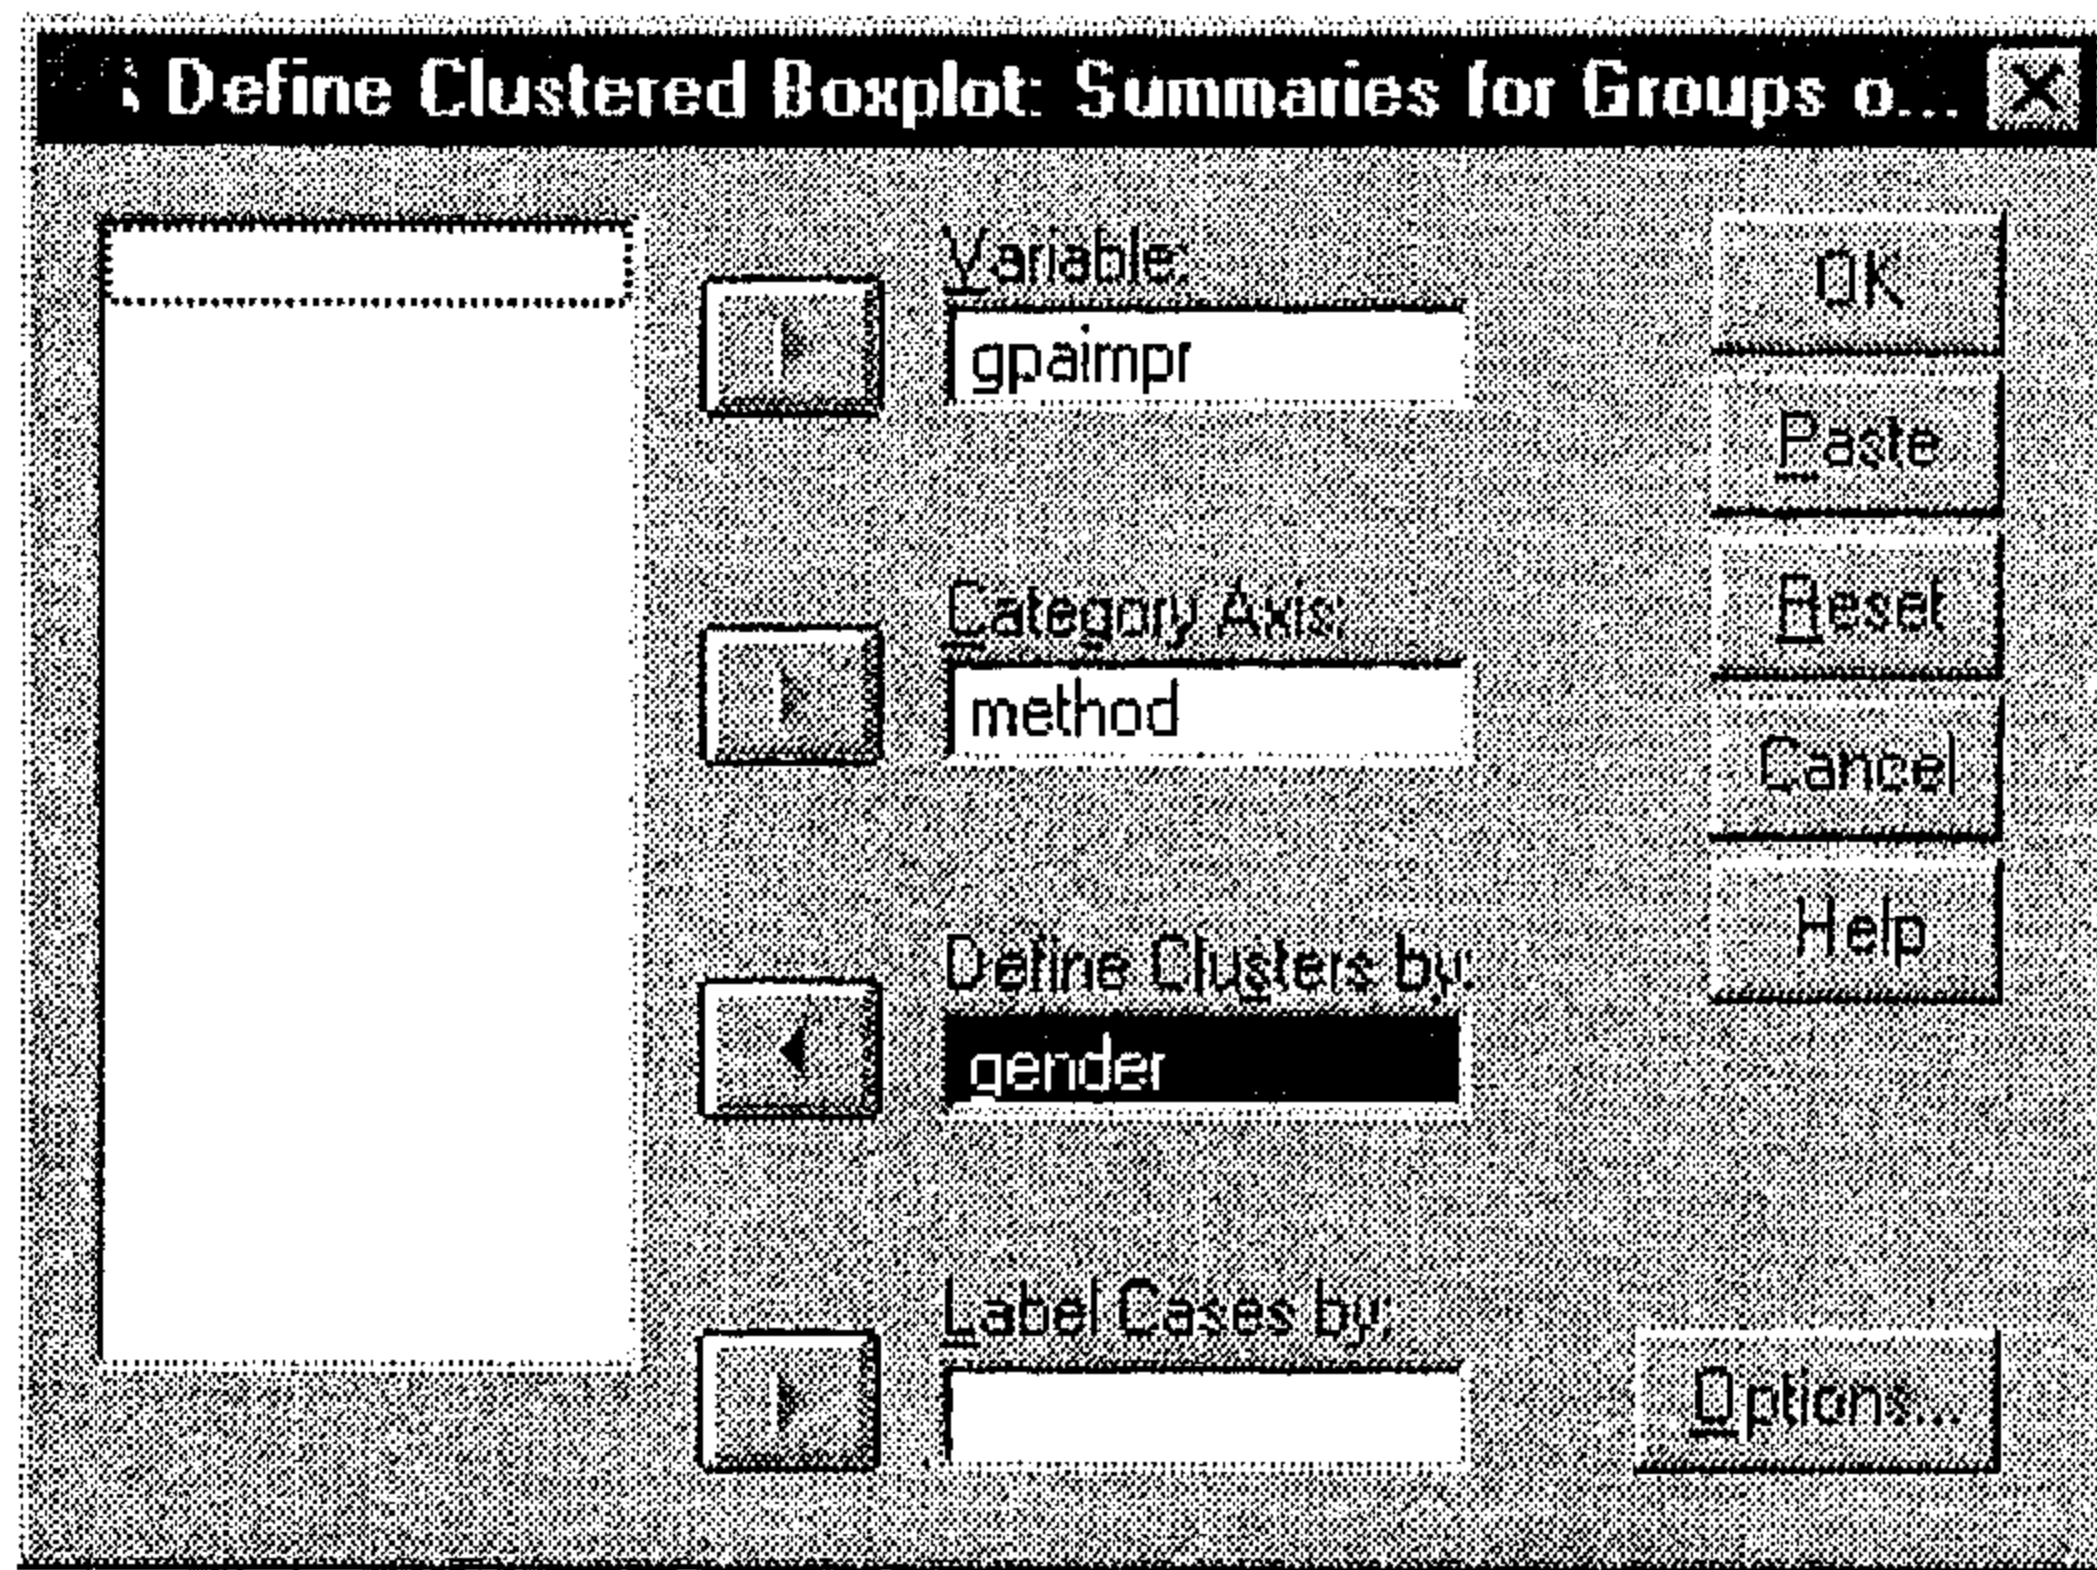 Define Clustered Boxplot: Summaries for Groups o...
Variable:
gpaimpr
Category Axis:
method
Define Clusters by:
gender
Label Cases by:
OK
Paste
Reset
Cancel
Help
Options...